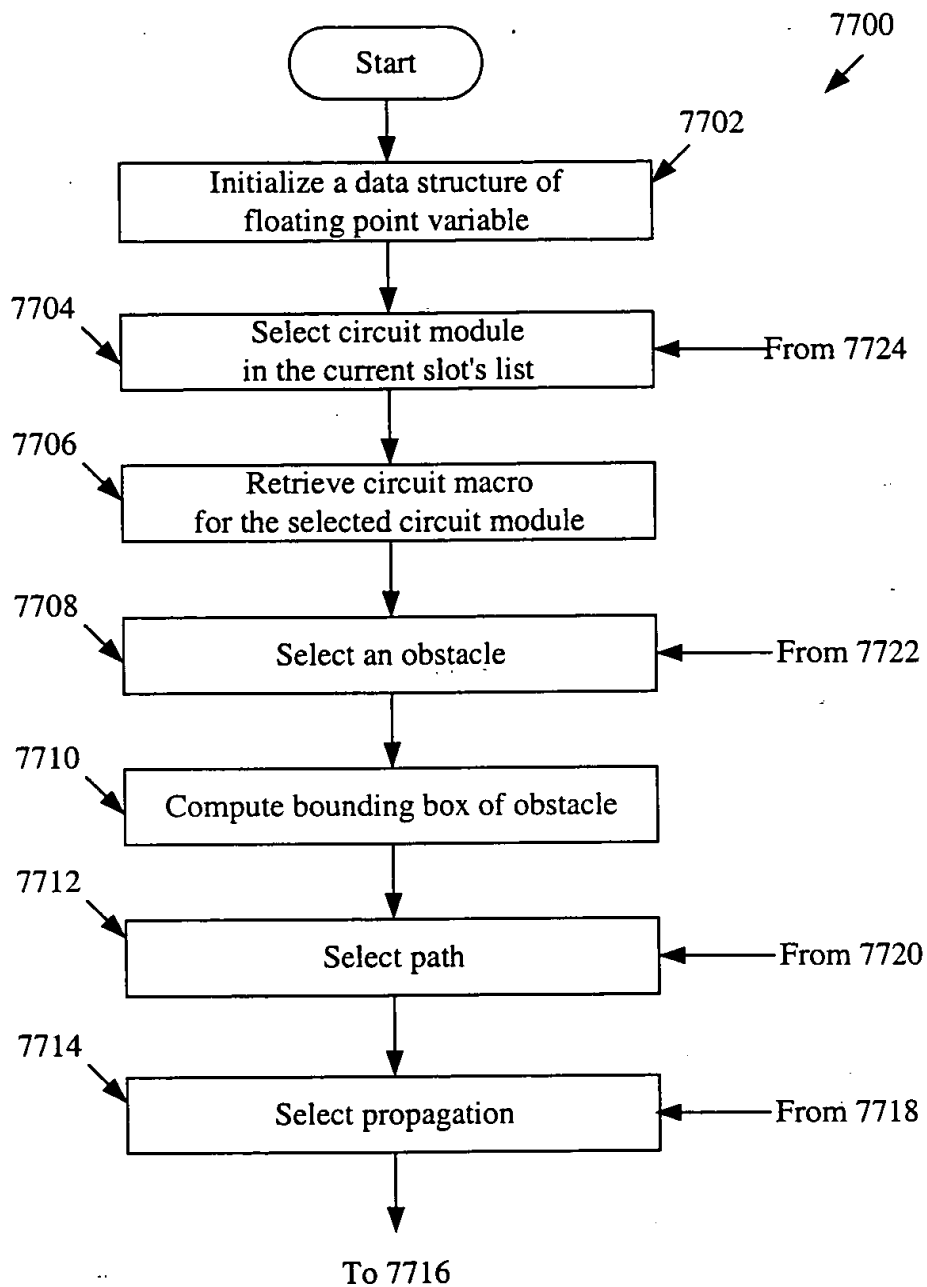 7700
Start
7702
Initialize a data structure of
floating point variable
7704
Select circuit module
in the current slot's list
From 7724
7706
Retrieve circuit macro
for the selected circuit module
7708
Select an obstacle
From 7722
7710
Compute bounding box of obstacle
7712
Select path
From 7720
7714
Select propagation
From 7718
To 7716